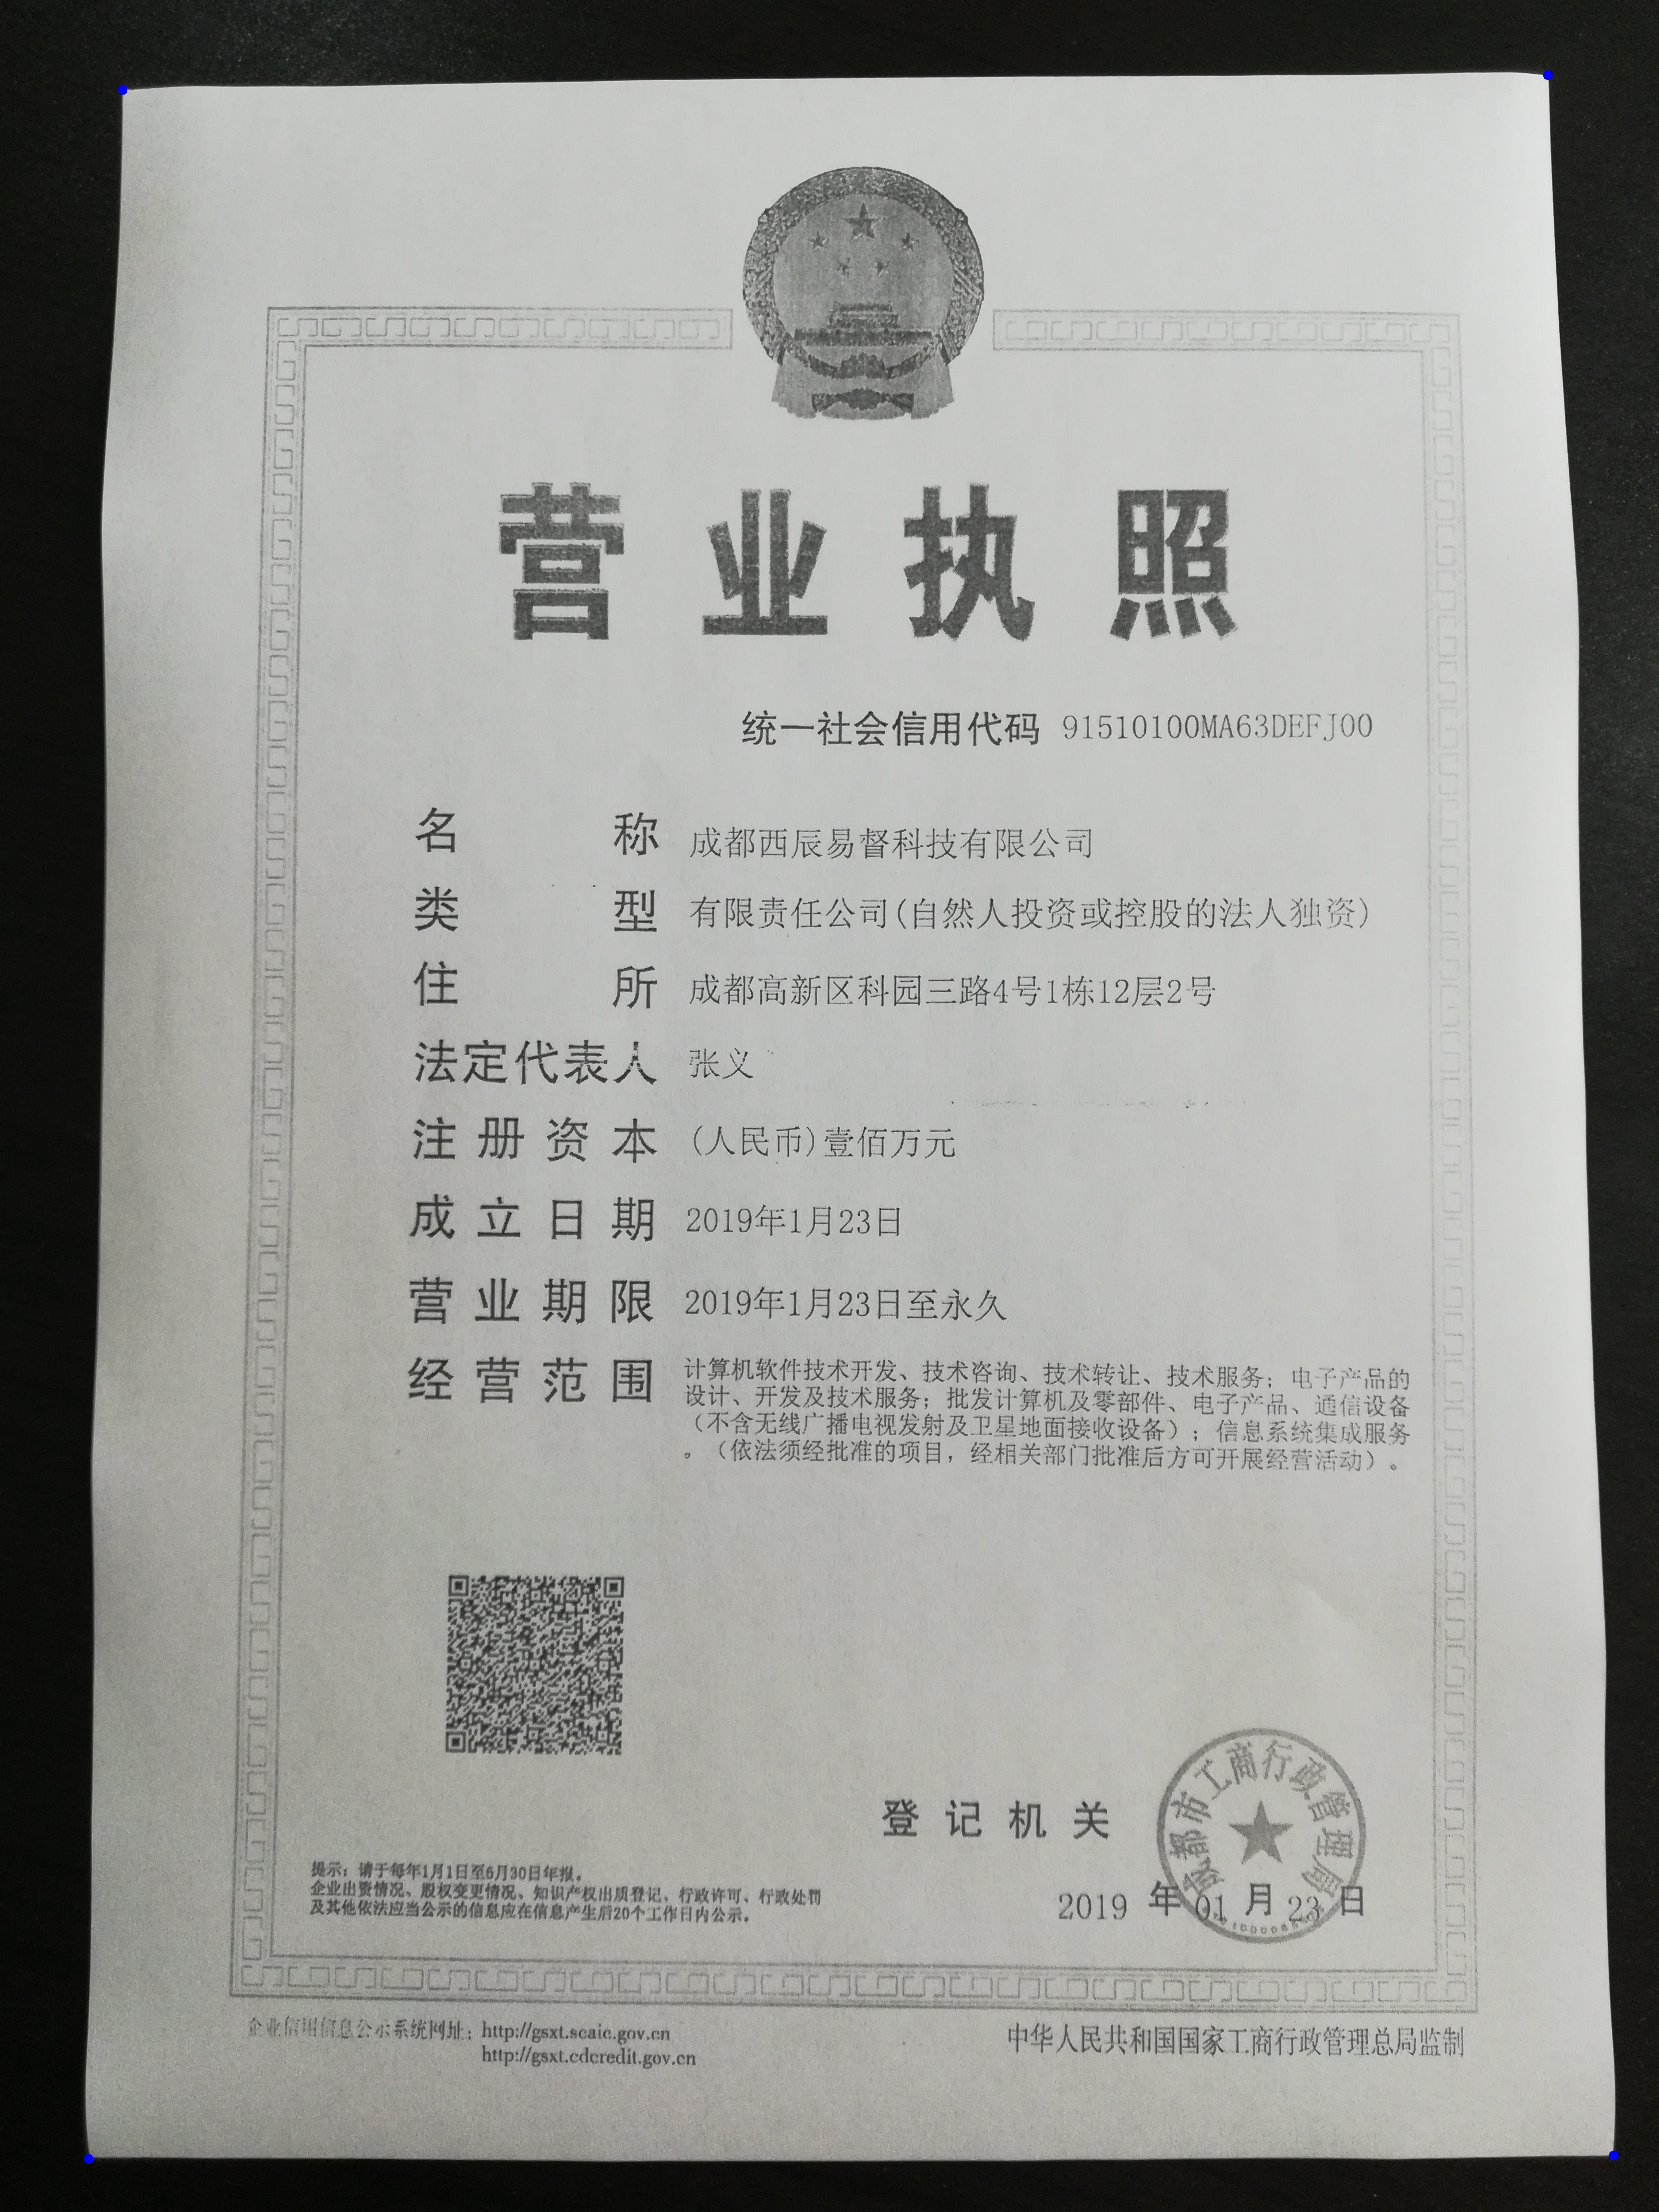 营业执照
统一社会信用代码 91510100MA63DEFJ00
名称 成都西辰易督科技有限公司
类型 有限责任公司(自然人投资或控股的法人独资)
住所 成都高新区科园三路4号1栋12层2号
法定代表人 张义
注册资本 (人民币)壹佰万元
成立日期 2019年1月23日
营业期限 2019年1月23日至永久
经营范围 计算机软件技术开发、技术咨询、技术转让、技术服务；电子产品的
设计、开发及技术服务；批发计算机及零部件、电子产品、通信设备
（不含无线广播电视发射及卫星地面接收设备）；信息系统集成服务
。（依法须经批准的项目，经相关部门批准后方可开展经营活动）。
登记机关
成都市工商行政管理局
2019 年 01 月 23 日
提示：请于每年1月1日至6月30日年报。
企业出资情况、股权变更情况、知识产权出质登记、行政许可、行政处罚
及其他依法应当公示的信息应在信息产生后20个工作日内公示。
企业信用信息公示系统网址：http://gsxt.scaic.gov.cn
http://gsxt.cdcredit.gov.cn
中华人民共和国国家工商行政管理总局监制